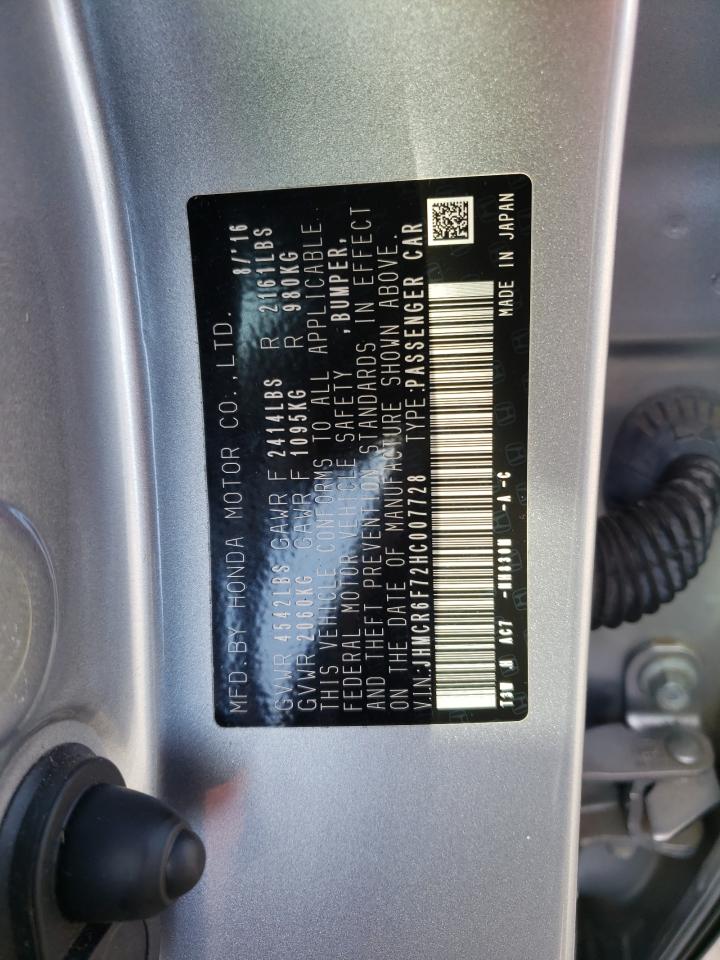 MFD.BY HONDA MOTOR CO.,LTD. 8/'16
GVWR 4542LBS GAWR F 2414LBS R 2161LBS
GVWR 2060KG GAWR F 1095KG R 980KG
THIS VEHICLE CONFORMS TO ALL APPLICABLE
FEDERAL MOTOR VEHICLE SAFETY ,BUMPER,
AND THEFT PREVENTION STANDARDS IN EFFECT
ON THE DATE OF MANUFACTURE SHOWN ABOVE.
V.I.N:JHMCR6F72HC007728 TYPE:PASSENGER CAR
T3W AC7 -A -C MADE IN JAPAN